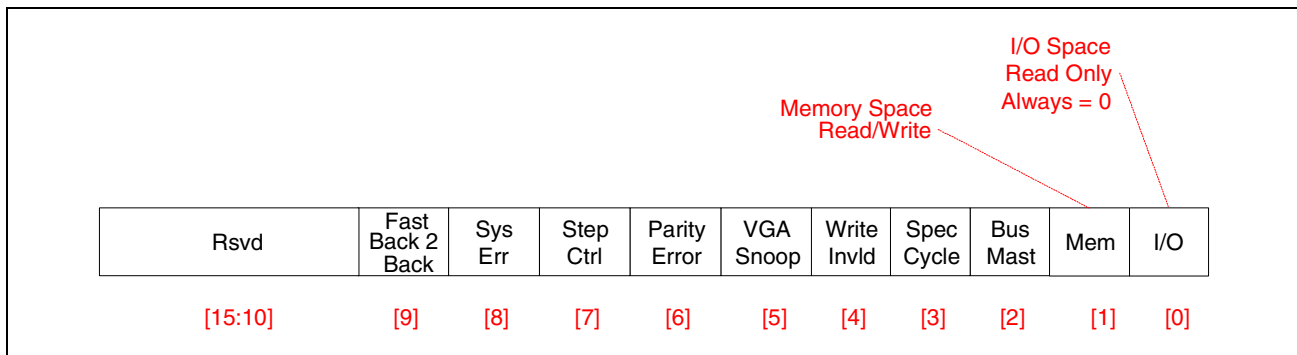 I/O Space
Read Only
Always = 0
Memory Space
Read/Write
Rsvd
Fast
Back 2
Back
Sys
Err
Step
Ctrl
Parity
Error
VGA
Snoop
Write
Invld
Spec
Cycle
Bus
Mast
Mem
I/O
[15:10] [9] [8] [7] [6] [5] [4] [3] [2] [1] [0]